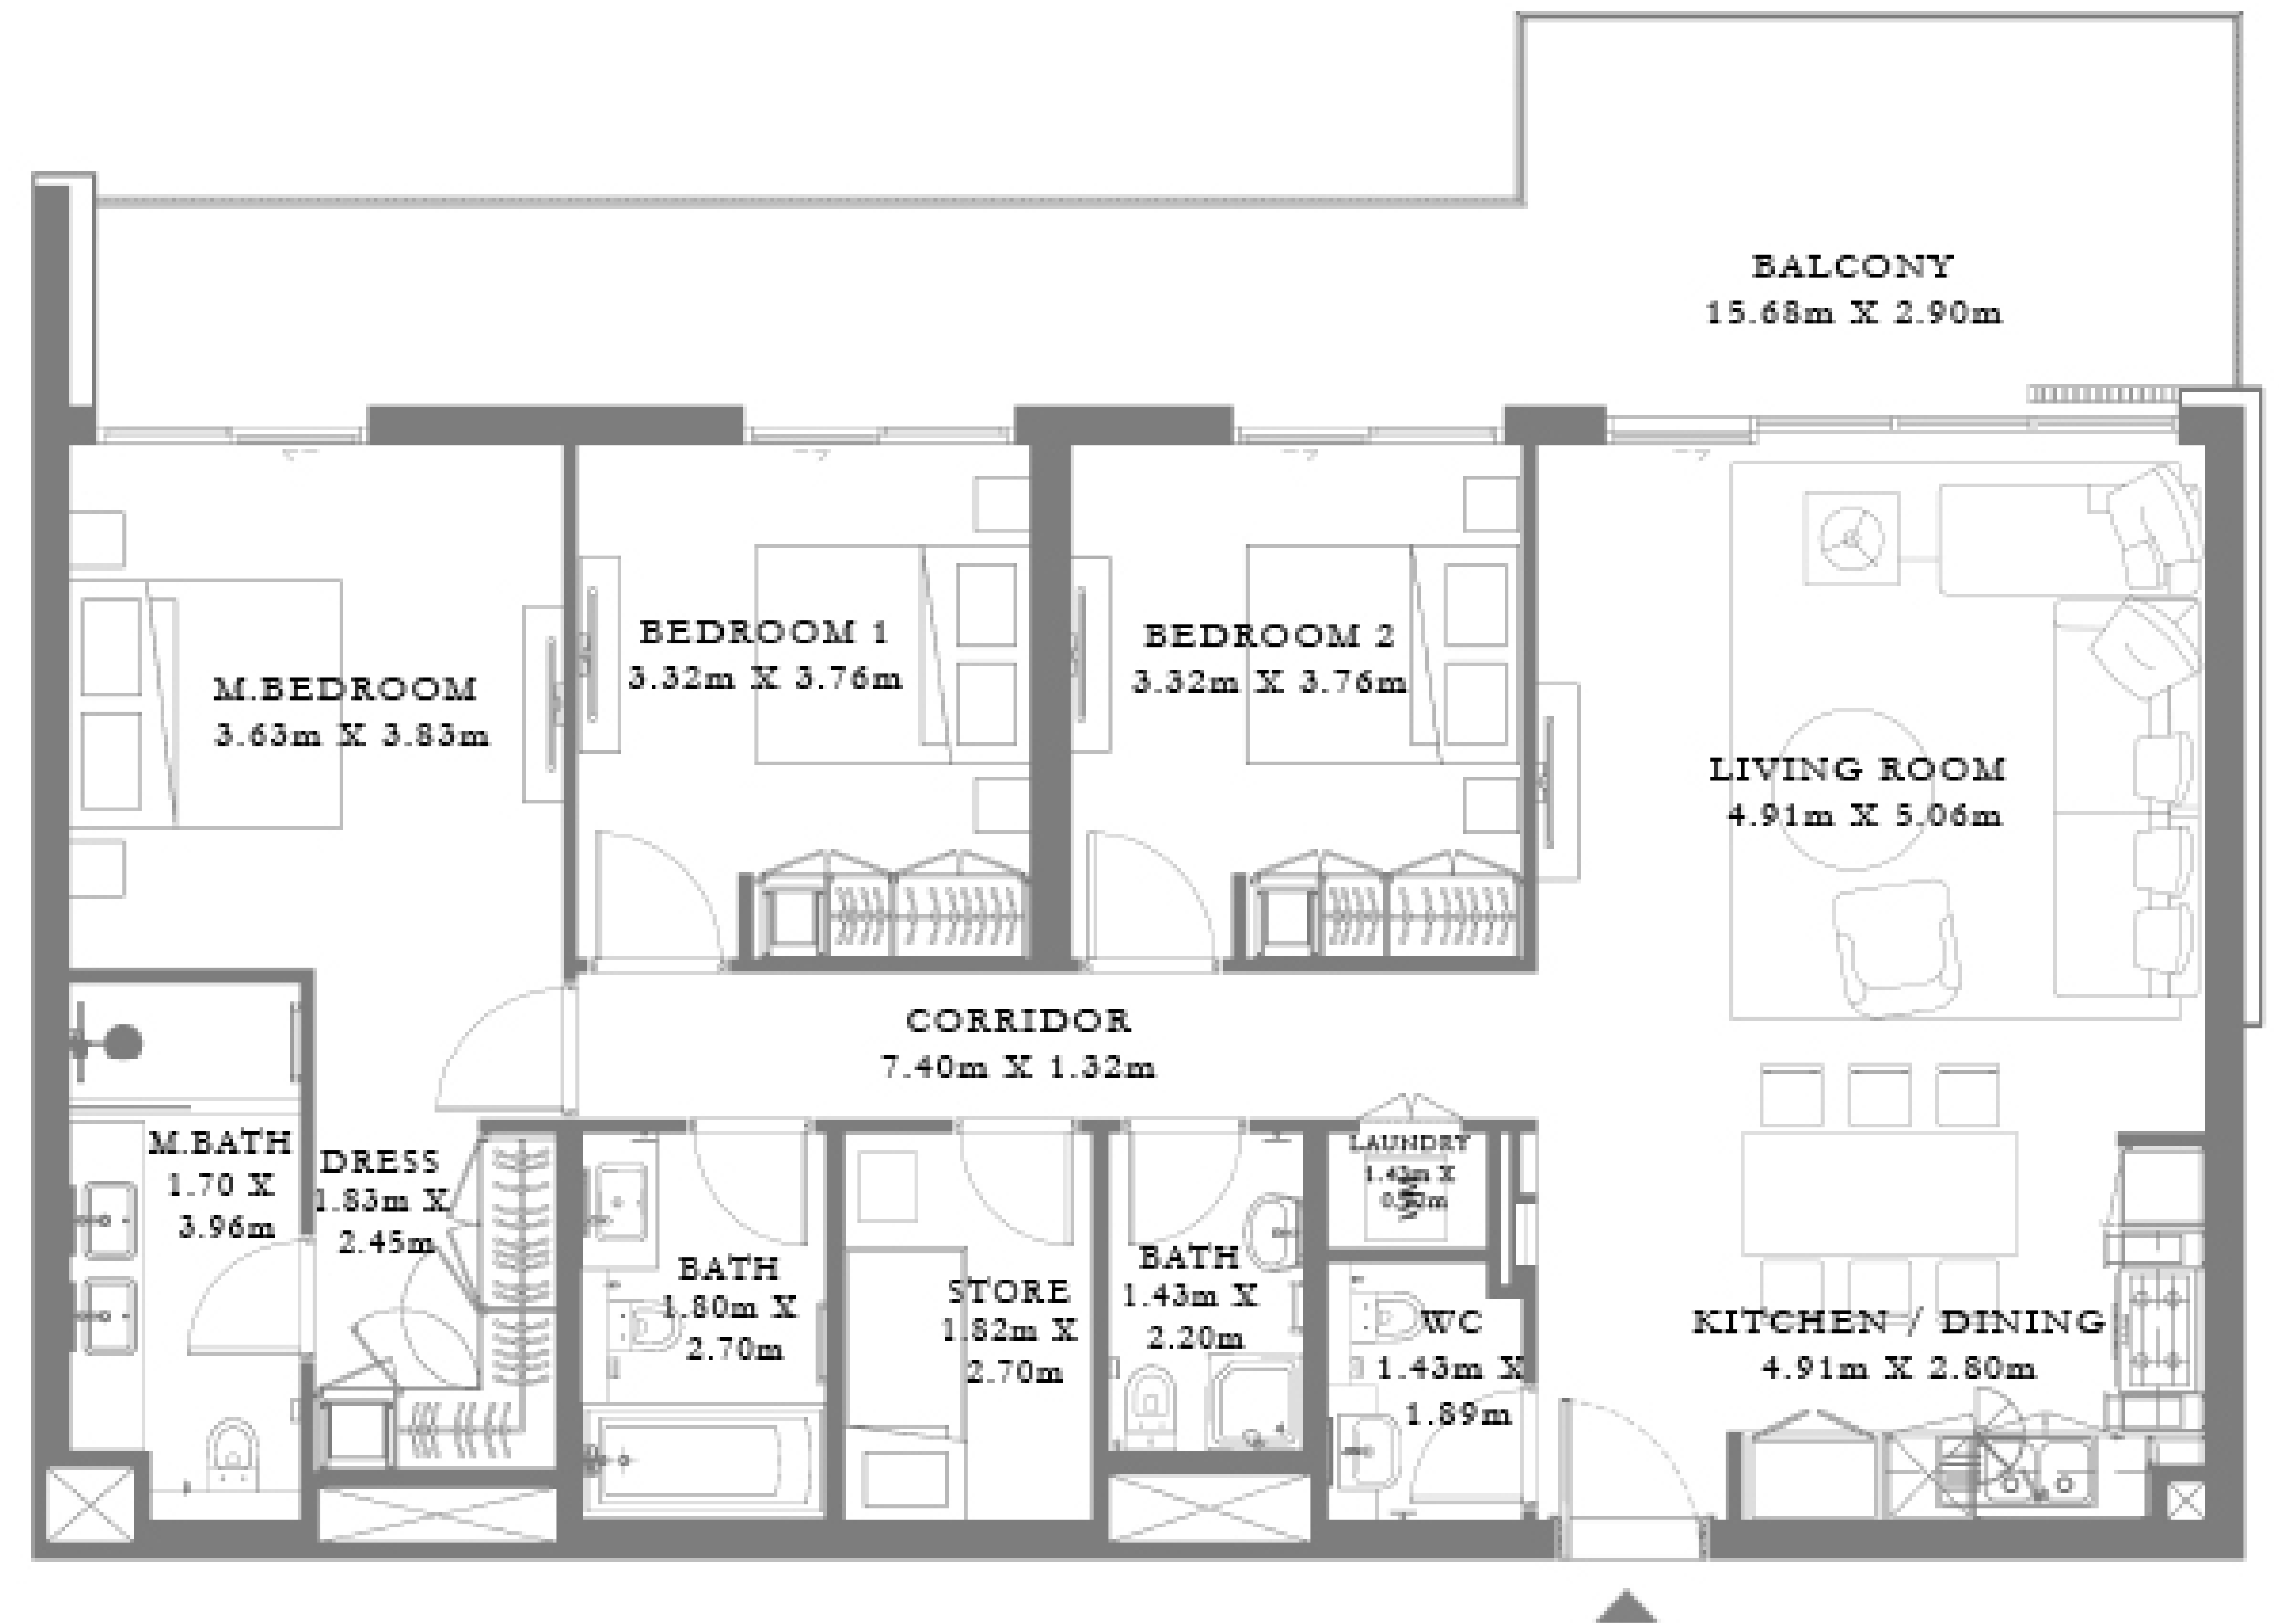 BALCONY
15.68m X 2.90m
BEDROOM 1
3.32m X 3.76m
BEDROOM 2
3.32m X 3.76m
M.BEDROOM
3.63m X 3.83m
LIVING ROOM
4.91m X 5.06m
CORRIDOR
7.40m X 1.32m
M.BATH
1.70 X
3.96m
DRESS
1.83m X
2.45m
BATH
1.80m X
2.70m
STORE
1.82m X
2.70m
BATH
1.43m X
2.20m
LAUNDRY
1.43m X
WC
1.43m X
1.89m
KITCHEN / DINING
4.91m X 2.80m